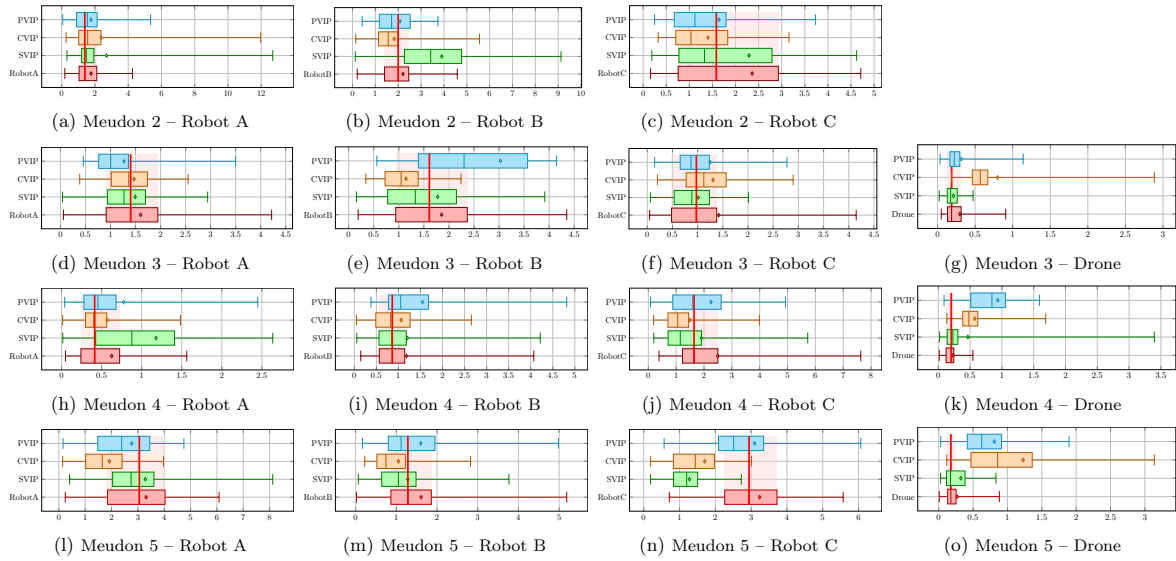 PVIP
CVIP
SVIP
RobotA
0 2 4 6 8 10 12
(a) Meudon 2 – Robot A
PVIP
CVIP
SVIP
RobotB
0 1 2 3 4 5 6 7 8 9 10
(b) Meudon 2 – Robot B
PVIP
CVIP
SVIP
RobotC
0 0.5 1 1.5 2 2.5 3 3.5 4 4.5 5
(c) Meudon 2 – Robot C
PVIP
CVIP
SVIP
RobotA
0 0.5 1 1.5 2 2.5 3 3.5 4 4.5
(d) Meudon 3 – Robot A
PVIP
CVIP
SVIP
RobotB
0 0.5 1 1.5 2 2.5 3 3.5 4 4.5
(e) Meudon 3 – Robot B
PVIP
CVIP
SVIP
RobotC
0 0.5 1 1.5 2 2.5 3 3.5 4 4.5
(f) Meudon 3 – Robot C
PVIP
CVIP
SVIP
Drone
0 0.5 1 1.5 2 2.5 3
(g) Meudon 3 – Drone
PVIP
CVIP
SVIP
RobotA
0 0.5 1 1.5 2 2.5
(h) Meudon 4 – Robot A
PVIP
CVIP
SVIP
RobotB
0 0.5 1 1.5 2 2.5 3 3.5 4 4.5 5
(i) Meudon 4 – Robot B
PVIP
CVIP
SVIP
RobotC
0 1 2 3 4 5 6 7 8
(j) Meudon 4 – Robot C
PVIP
CVIP
SVIP
Drone
0 0.5 1 1.5 2 2.5 3 3.5
(k) Meudon 4 – Drone
PVIP
CVIP
SVIP
RobotA
0 1 2 3 4 5 6 7 8
(l) Meudon 5 – Robot A
PVIP
CVIP
SVIP
RobotB
0 1 2 3 4 5
(m) Meudon 5 – Robot B
PVIP
CVIP
SVIP
RobotC
0 1 2 3 4 5 6
(n) Meudon 5 – Robot C
PVIP
CVIP
SVIP
Drone
0 0.5 1 1.5 2 2.5 3
(o) Meudon 5 – Drone